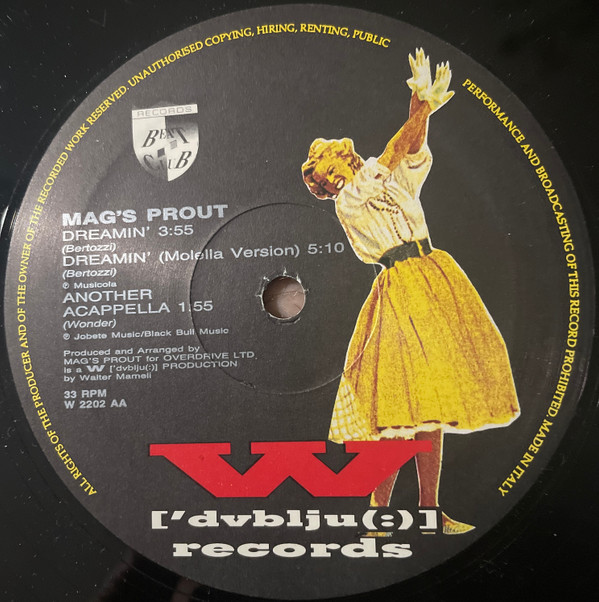 ALL RIGHTS OF THE PRODUCER AND OF THE OWNER OF THE RECORDED WORK RESERVED. UNAUTHORISED COPYING, HIRING, RENTING, PUBLIC PERFORMANCE AND BROADCASTING OF THIS RECORD PROHIBITED. MADE IN ITALY
RECORDS
BEAT
CLUB
MAG'S PROUT
DREAMIN' 3:55
(Bertozzi)
DREAMIN' (Molella Version) 5:10
(Bertozzi)
℗ Musicola
ANOTHER
ACAPPELLA 1.55
(Wonder)
℗ Jobete Music/Black Bull Music
Produced and Arranged by
MAG'S PROUT for OVERDRIVE LTD.
is a W ['dvblju(:)] PRODUCTION
by Walter Mameli
33 RPM
W 2202 AA
W
['dvblju(:)]
records